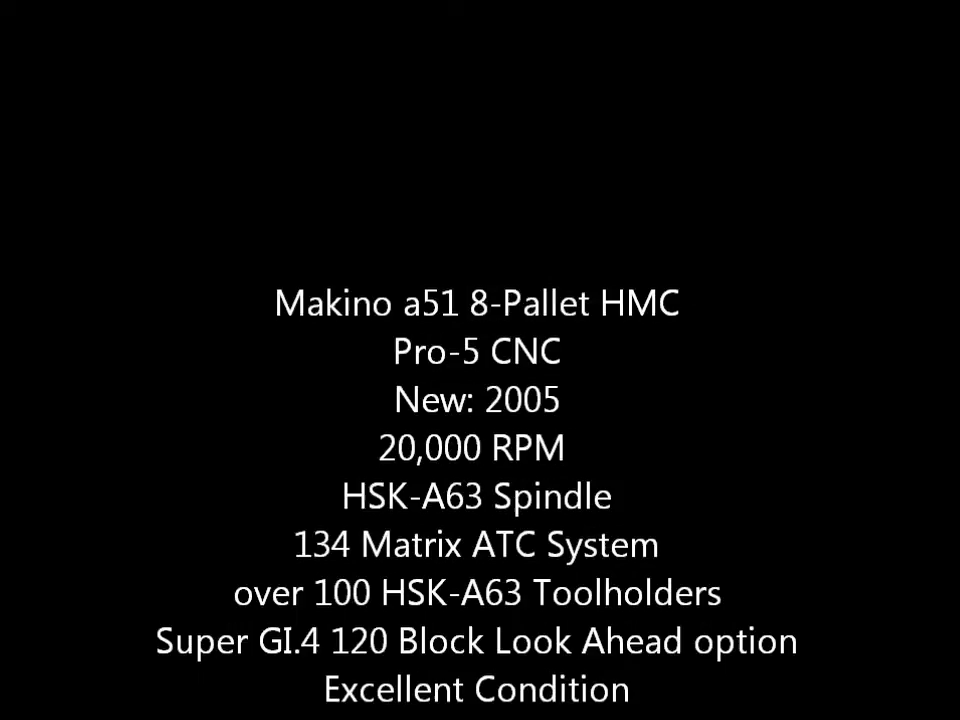 Makino a51 8-Pallet HMC
Pro-5 CNC
New: 2005
20,000 RPM
HSK-A63 Spindle
134 Matrix ATC System
over 100 HSK-A63 Toolholders
Super GI.4 120 Block Look Ahead option
Excellent Condition